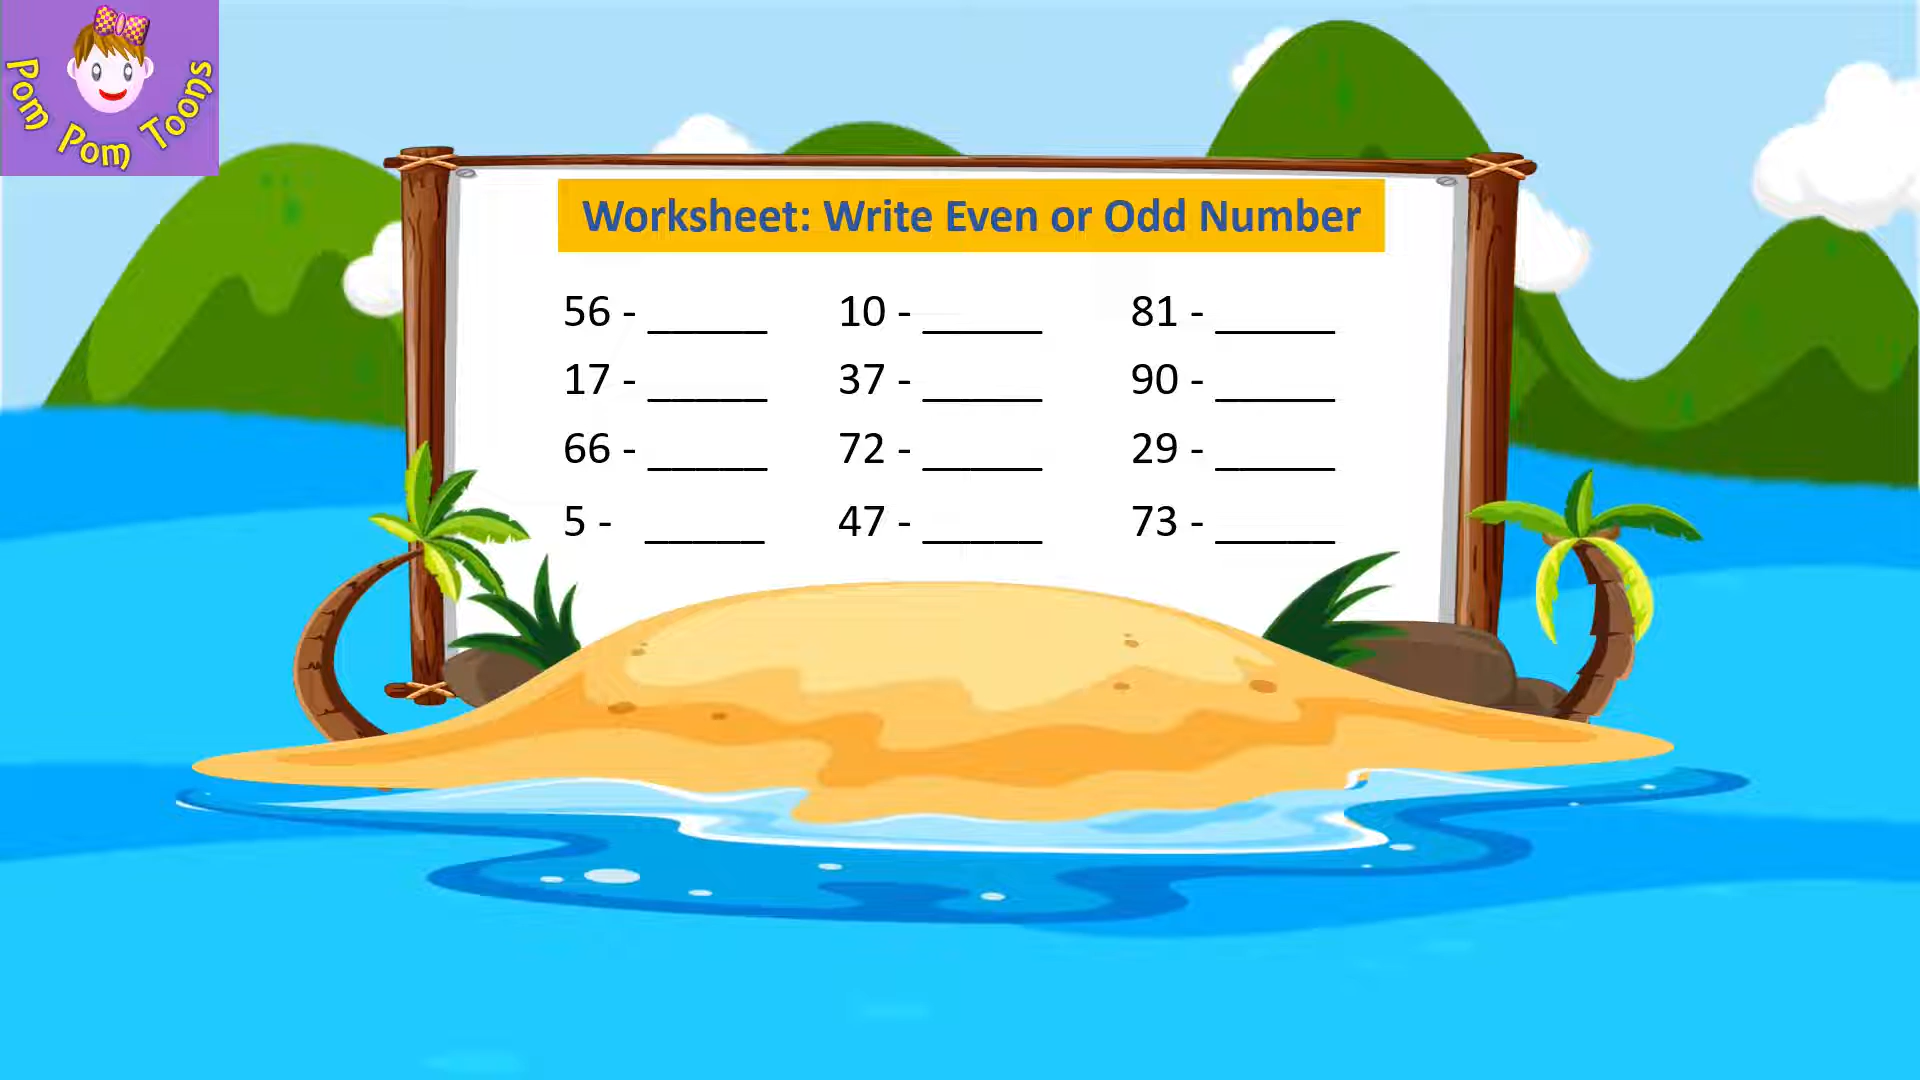 Pom Pom Toons
Worksheet: Write Even or Odd Number
56 - _____ 10 - _____ 81 - _____
17 - _____ 37 - _____ 90 - _____
66 - _____ 72 - _____ 29 - _____
5 - _____ 47 - _____ 73 - _____